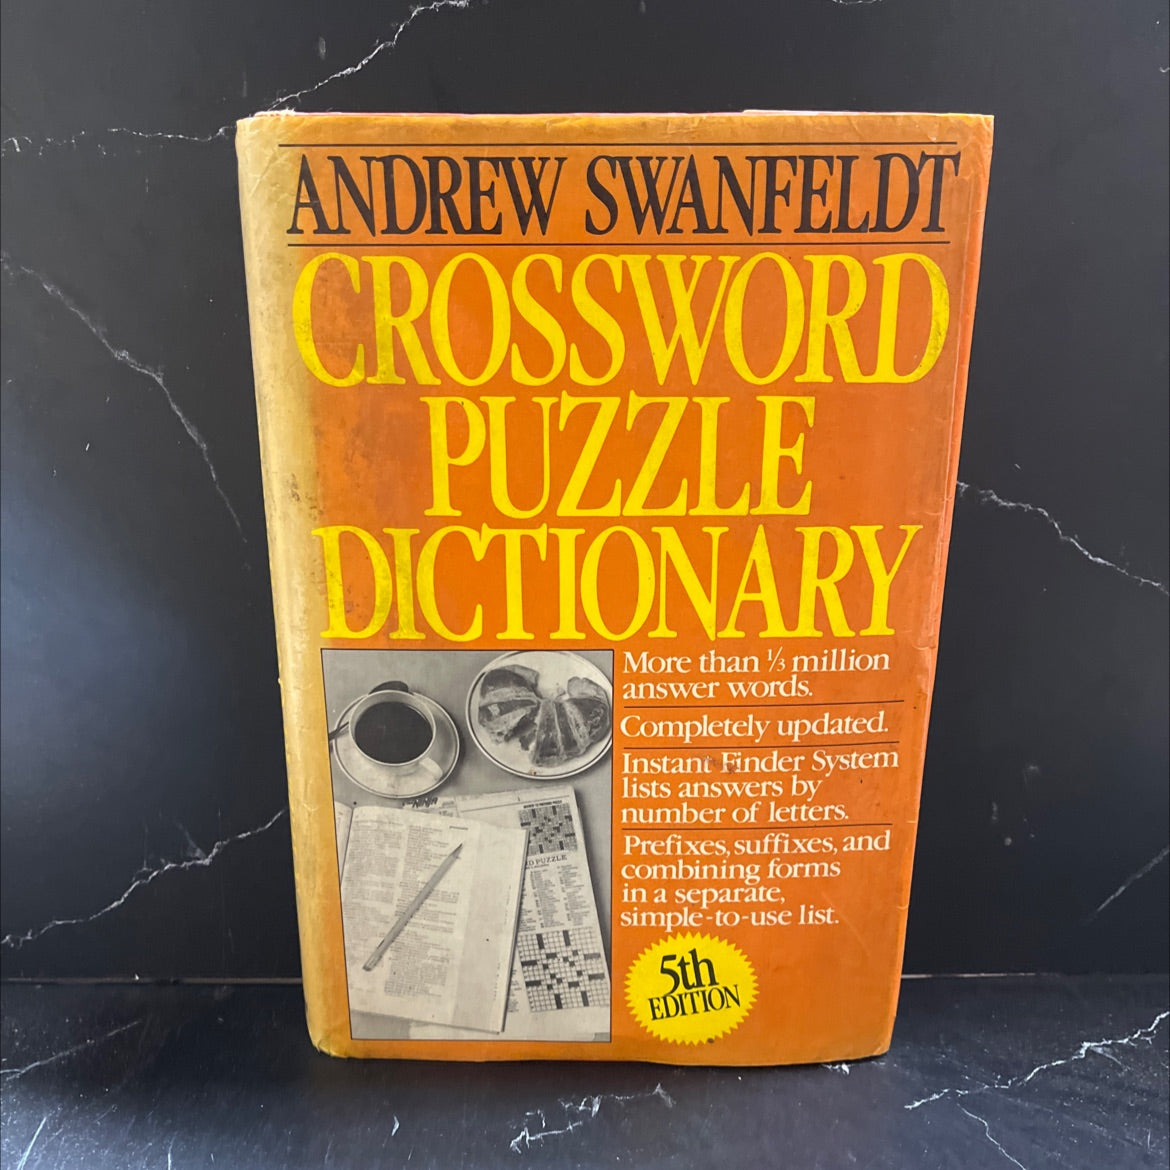 ANDREW SWANFELDT
CROSSWORD
PUZZLE
DICTIONARY
More than ⅓ million
answer words.
Completely updated.
Instant Finder System
lists answers by
number of letters.
Prefixes, suffixes, and
combining forms
in a separate,
simple-to-use list.
5th
EDITION